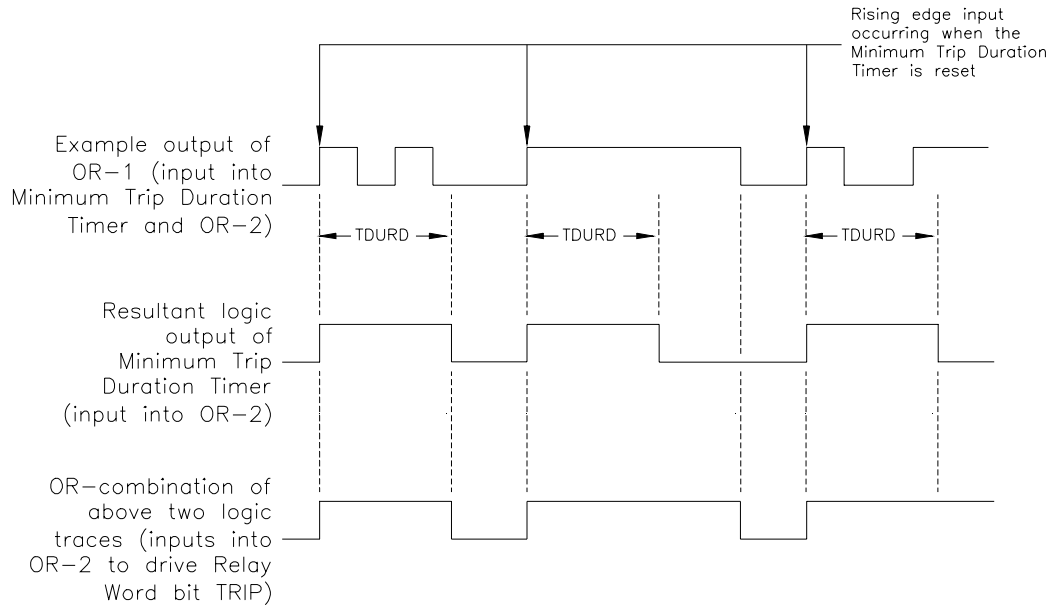 Rising edge input
occurring when the
Minimum Trip Duration
Timer is reset
Example output of
OR-1 (input into
Minimum Trip Duration
Timer and OR-2)
TDURD
TDURD
TDURD
Resultant logic
output of
Minimum Trip
Duration Timer
(input into OR-2)
OR-combination of
above two logic
traces (inputs into
OR-2 to drive Relay
Word bit TRIP)